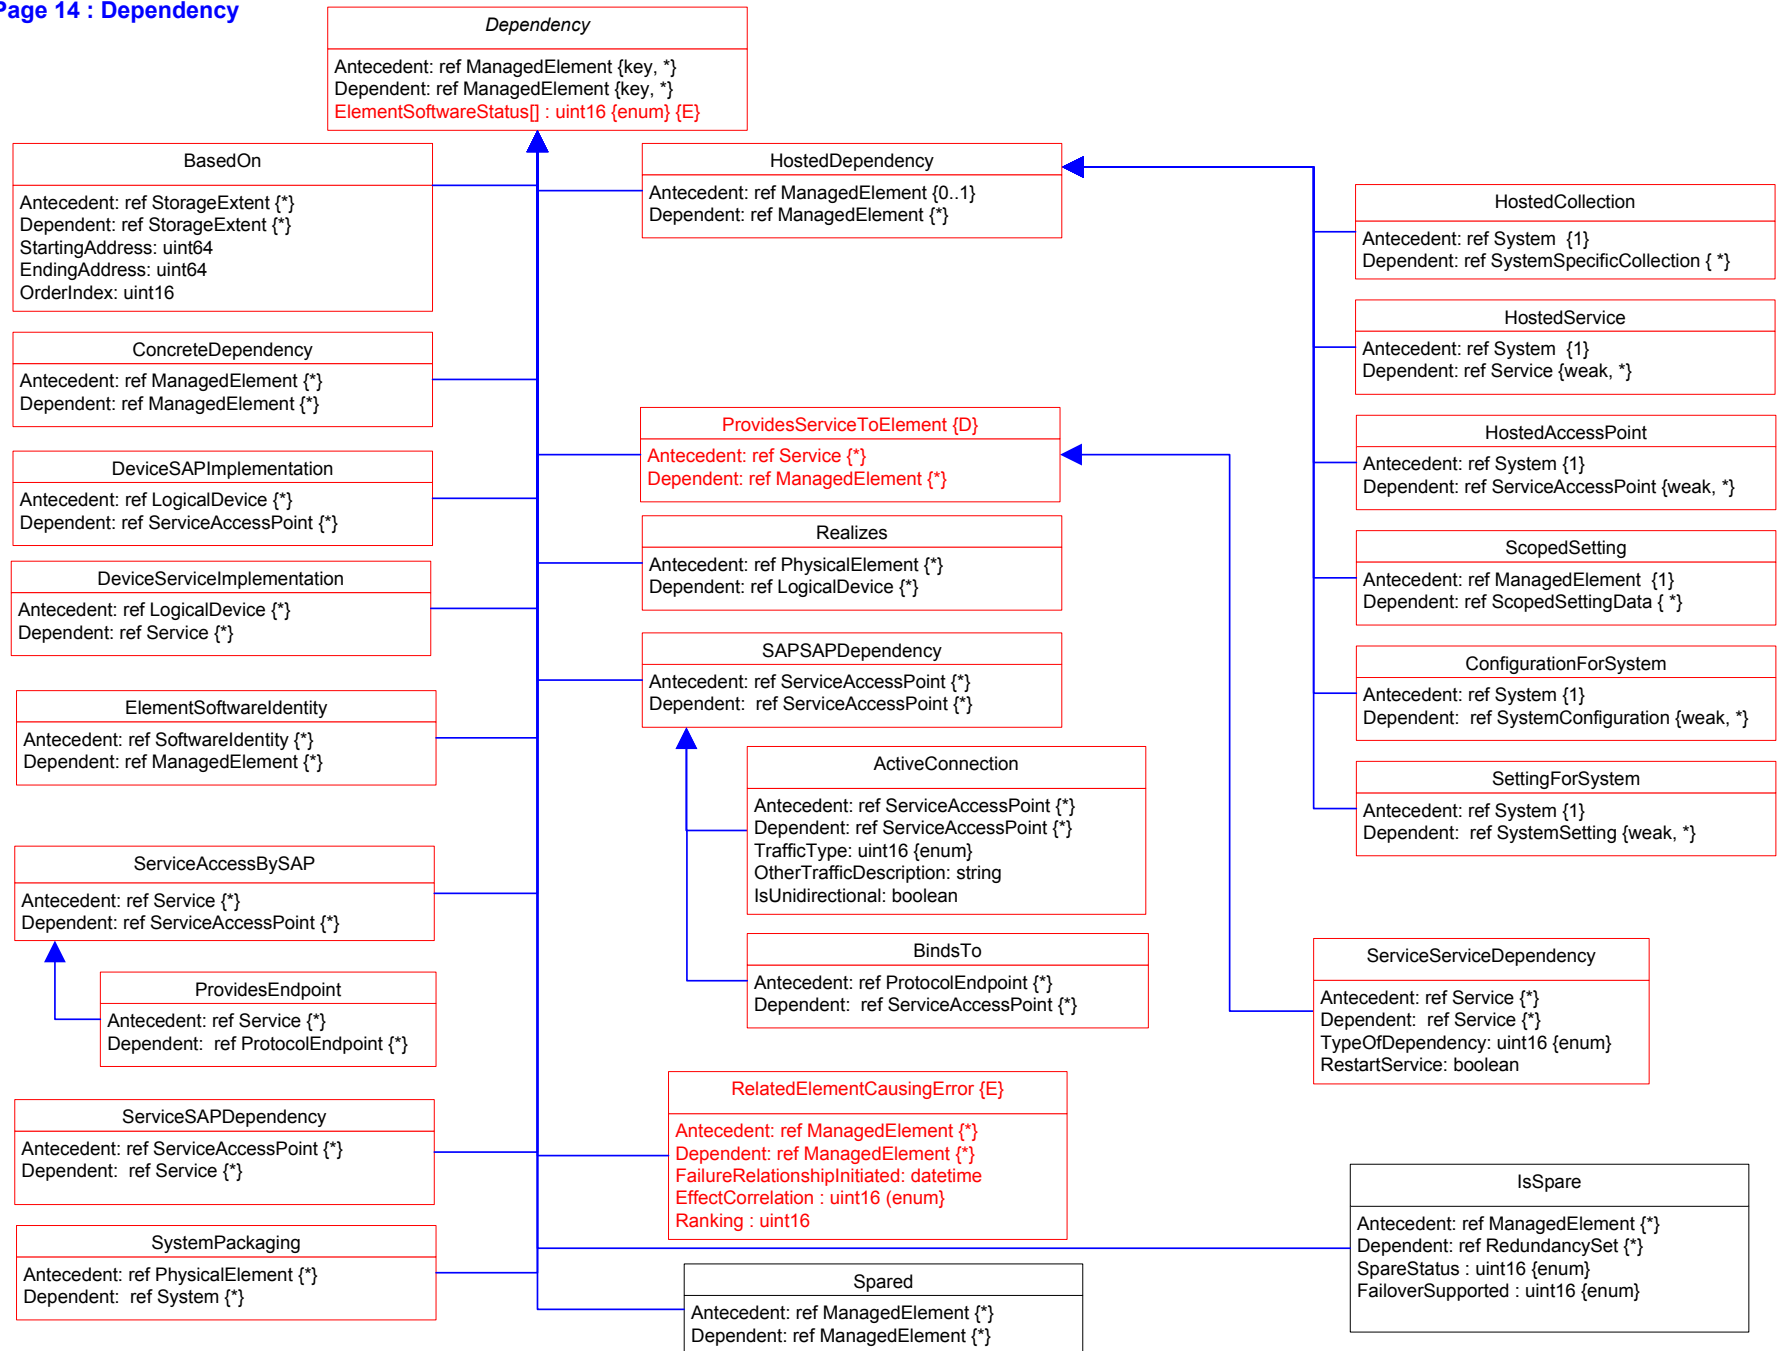 Page 14 : Dependency
Dependency
Antecedent: ref ManagedElement {key, *}
Dependent: ref ManagedElement {key, *}
ElementSoftwareStatus[] : uint16 {enum} {E}
BasedOn
Antecedent: ref StorageExtent {*}
Dependent: ref StorageExtent {*}
StartingAddress: uint64
EndingAddress: uint64
OrderIndex: uint16
HostedDependency
Antecedent: ref ManagedElement {0..1}
Dependent: ref ManagedElement {*}
HostedCollection
Antecedent: ref System  {1}
Dependent: ref SystemSpecificCollection { *}
HostedService
Antecedent: ref System  {1}
Dependent: ref Service {weak, *}
ConcreteDependency
Antecedent: ref ManagedElement {*}
Dependent: ref ManagedElement {*}
ProvidesServiceToElement {D}
Antecedent: ref Service {*}
Dependent: ref ManagedElement {*}
HostedAccessPoint
Antecedent: ref System {1}
Dependent: ref ServiceAccessPoint {weak, *}
DeviceSAPImplementation
Antecedent: ref LogicalDevice {*}
Dependent: ref ServiceAccessPoint {*}
Realizes
Antecedent: ref PhysicalElement {*}
Dependent: ref LogicalDevice {*}
ScopedSetting
Antecedent: ref ManagedElement  {1}
Dependent: ref ScopedSettingData { *}
DeviceServiceImplementation
Antecedent: ref LogicalDevice {*}
Dependent: ref Service {*}
SAPSAPDependency
Antecedent: ref ServiceAccessPoint {*}
Dependent:  ref ServiceAccessPoint {*}
ConfigurationForSystem
Antecedent: ref System {1}
Dependent:  ref SystemConfiguration {weak, *}
ElementSoftwareIdentity
Antecedent: ref SoftwareIdentity {*}
Dependent: ref ManagedElement {*}
ActiveConnection
Antecedent: ref ServiceAccessPoint {*}
Dependent: ref ServiceAccessPoint {*}
TrafficType: uint16 {enum}
OtherTrafficDescription: string
IsUnidirectional: boolean
SettingForSystem
Antecedent: ref System {1}
Dependent:  ref SystemSetting {weak, *}
ServiceAccessBySAP
Antecedent: ref Service {*}
Dependent: ref ServiceAccessPoint {*}
BindsTo
Antecedent: ref ProtocolEndpoint {*}
Dependent:  ref ServiceAccessPoint {*}
ServiceServiceDependency
Antecedent: ref Service {*}
Dependent:  ref Service {*}
TypeOfDependency: uint16 {enum}
RestartService: boolean
ProvidesEndpoint
Antecedent: ref Service {*}
Dependent:  ref ProtocolEndpoint {*}
RelatedElementCausingError {E}
Antecedent: ref ManagedElement {*}
Dependent: ref ManagedElement {*}
FailureRelationshipInitiated: datetime
EffectCorrelation : uint16 (enum}
Ranking : uint16
ServiceSAPDependency
Antecedent: ref ServiceAccessPoint {*}
Dependent:  ref Service {*}
IsSpare
Antecedent: ref ManagedElement {*}
Dependent: ref RedundancySet {*}
SpareStatus : uint16 {enum}
FailoverSupported : uint16 {enum}
SystemPackaging
Antecedent: ref PhysicalElement {*}
Dependent:  ref System {*}
Spared
Antecedent: ref ManagedElement {*}
Dependent: ref ManagedElement {*}